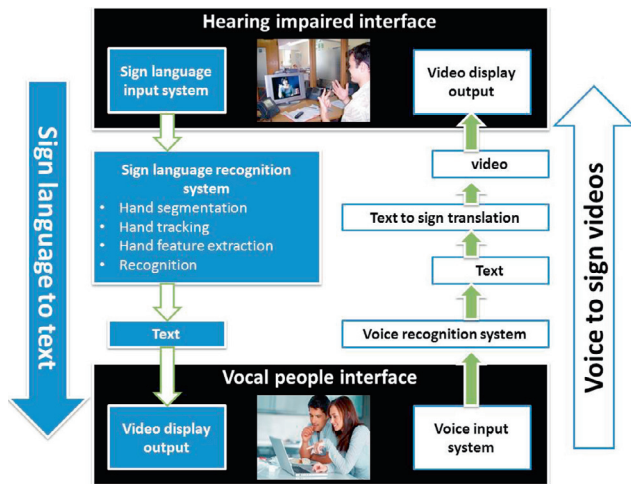 Hearing impaired interface
Sign language
input system
Video display
output
Sign language to text
Sign language recognition
system
• Hand segmentation
• Hand tracking
• Hand feature extraction
• Recognition
Text
video
Text to sign translation
Text
Voice recognition system
Voice to sign videos
Vocal people interface
Video display
output
Voice input
system